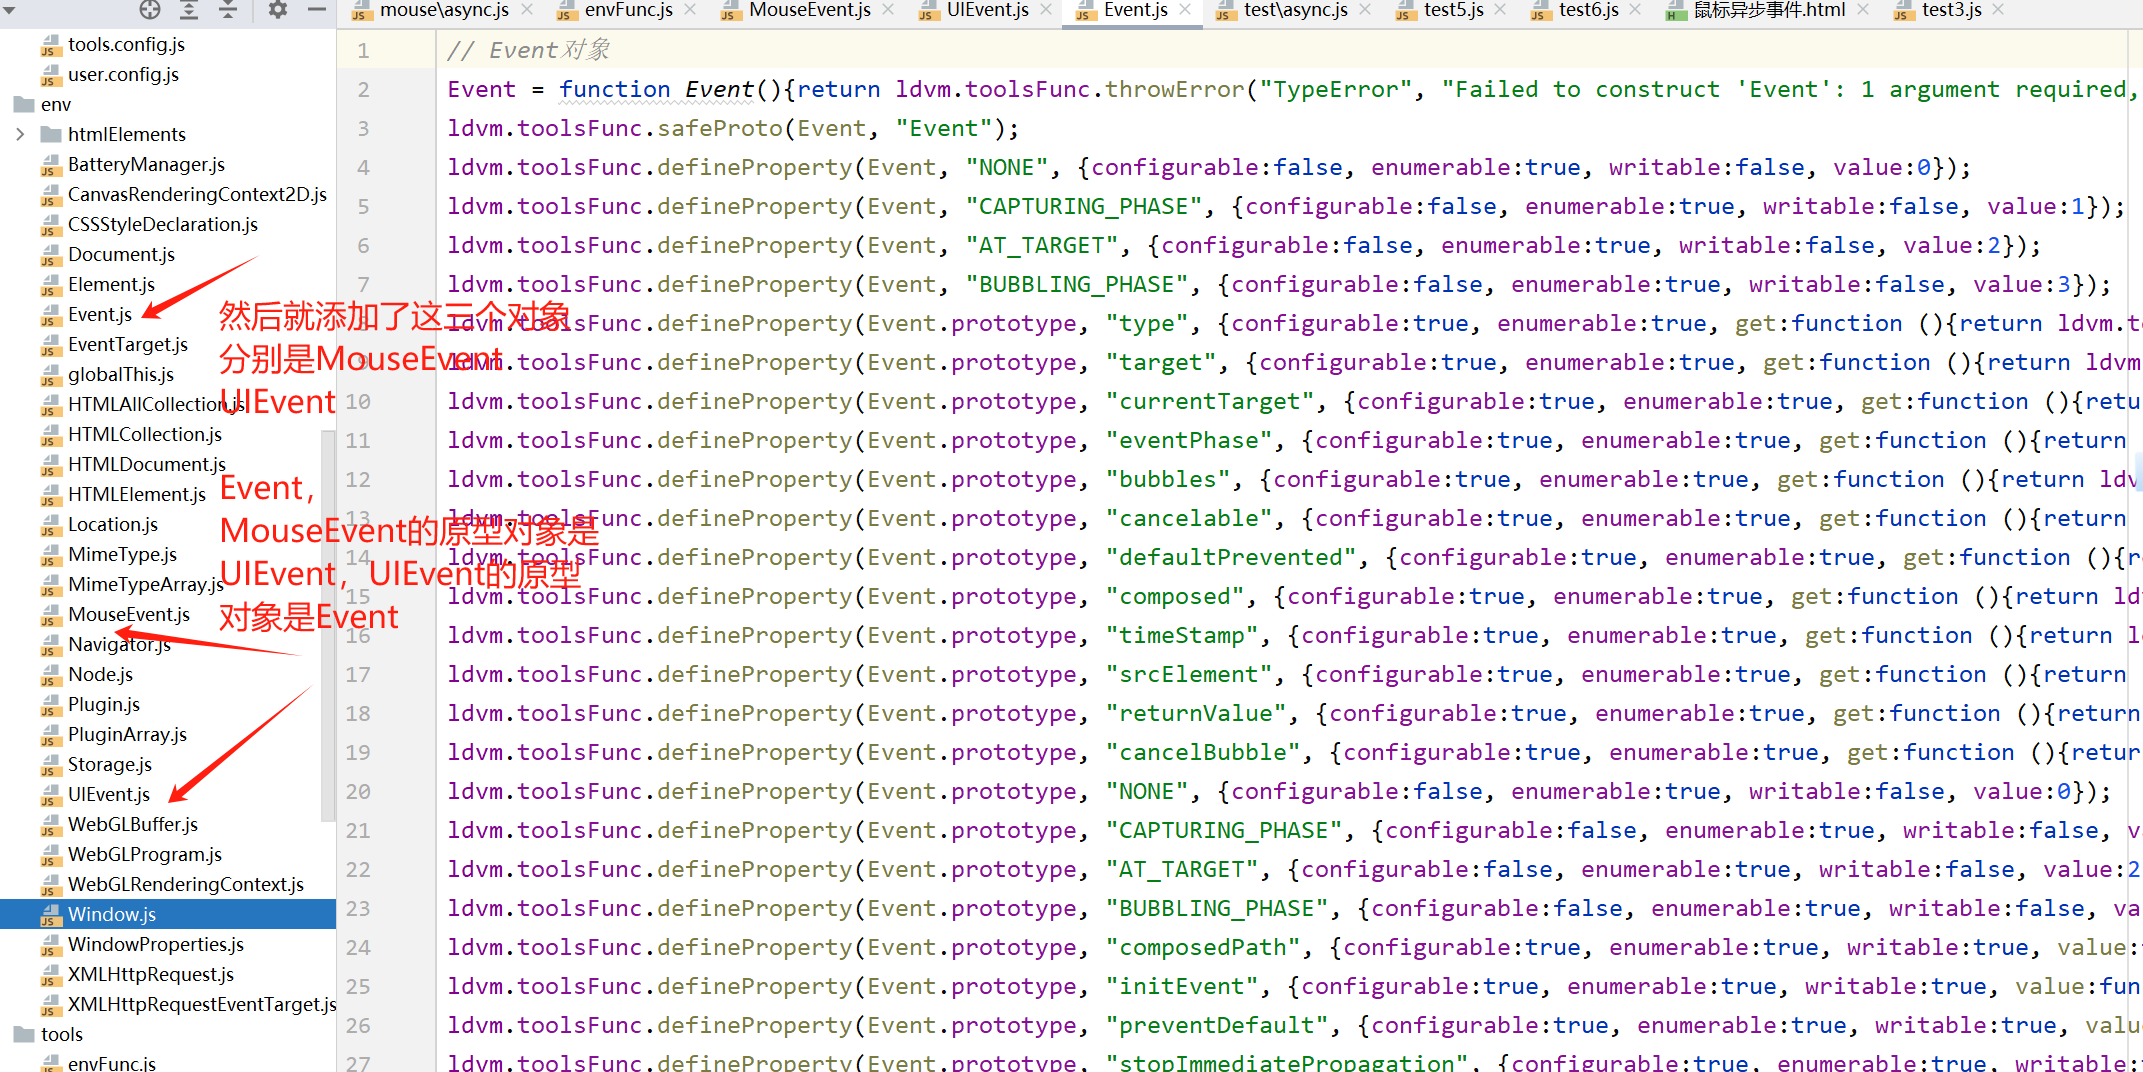 mouse\async.js
envFunc.js
MouseEvent.js
UIEvent.js
Event.js
test\async.js
test5.js
test6.js
鼠标异步事件.html
test3.js
tools.config.js
user.config.js
env
htmlElements
BatteryManager.js
CanvasRenderingContext2D.js
CSSStyleDeclaration.js
Document.js
Element.js
Event.js
EventTarget.js
globalThis.js
HTMLAllCollection.js
HTMLCollection.js
HTMLDocument.js
HTMLElement.js
Location.js
MimeType.js
MimeTypeArray.js
MouseEvent.js
Navigator.js
Node.js
Plugin.js
PluginArray.js
Storage.js
UIEvent.js
WebGLBuffer.js
WebGLProgram.js
WebGLRenderingContext.js
Window.js
WindowProperties.js
XMLHttpRequest.js
XMLHttpRequestEventTarget.js
tools
envFunc.js
然后就添加了这三个对象
分别是MouseEvent
UIEvent
Event，
MouseEvent的原型对象是
UIEvent，UIEvent的原型
对象是Event
1 // Event对象
2 Event = function Event(){return ldvm.toolsFunc.throwError("TypeError", "Failed to construct 'Event': 1 argument required,
3 ldvm.toolsFunc.safeProto(Event, "Event");
4 ldvm.toolsFunc.defineProperty(Event, "NONE", {configurable:false, enumerable:true, writable:false, value:0});
5 ldvm.toolsFunc.defineProperty(Event, "CAPTURING_PHASE", {configurable:false, enumerable:true, writable:false, value:1});
6 ldvm.toolsFunc.defineProperty(Event, "AT_TARGET", {configurable:false, enumerable:true, writable:false, value:2});
7 ldvm.toolsFunc.defineProperty(Event, "BUBBLING_PHASE", {configurable:false, enumerable:true, writable:false, value:3});
ldvm.toolsFunc.defineProperty(Event.prototype, "type", {configurable:true, enumerable:true, get:function (){return ldvm.t
9 ldvm.toolsFunc.defineProperty(Event.prototype, "target", {configurable:true, enumerable:true, get:function (){return ldvm
10 ldvm.toolsFunc.defineProperty(Event.prototype, "currentTarget", {configurable:true, enumerable:true, get:function (){retu
11 ldvm.toolsFunc.defineProperty(Event.prototype, "eventPhase", {configurable:true, enumerable:true, get:function (){return
12 ldvm.toolsFunc.defineProperty(Event.prototype, "bubbles", {configurable:true, enumerable:true, get:function (){return ldv
13 ldvm.toolsFunc.defineProperty(Event.prototype, "cancelable", {configurable:true, enumerable:true, get:function (){return
14 ldvm.toolsFunc.defineProperty(Event.prototype, "defaultPrevented", {configurable:true, enumerable:true, get:function (){r
15 ldvm.toolsFunc.defineProperty(Event.prototype, "composed", {configurable:true, enumerable:true, get:function (){return ld
16 ldvm.toolsFunc.defineProperty(Event.prototype, "timeStamp", {configurable:true, enumerable:true, get:function (){return l
17 ldvm.toolsFunc.defineProperty(Event.prototype, "srcElement", {configurable:true, enumerable:true, get:function (){return
18 ldvm.toolsFunc.defineProperty(Event.prototype, "returnValue", {configurable:true, enumerable:true, get:function (){return
19 ldvm.toolsFunc.defineProperty(Event.prototype, "cancelBubble", {configurable:true, enumerable:true, get:function (){retur
20 ldvm.toolsFunc.defineProperty(Event.prototype, "NONE", {configurable:false, enumerable:true, writable:false, value:0});
21 ldvm.toolsFunc.defineProperty(Event.prototype, "CAPTURING_PHASE", {configurable:false, enumerable:true, writable:false, v
22 ldvm.toolsFunc.defineProperty(Event.prototype, "AT_TARGET", {configurable:false, enumerable:true, writable:false, value:2
23 ldvm.toolsFunc.defineProperty(Event.prototype, "BUBBLING_PHASE", {configurable:false, enumerable:true, writable:false, va
24 ldvm.toolsFunc.defineProperty(Event.prototype, "composedPath", {configurable:true, enumerable:true, writable:true, value:
25 ldvm.toolsFunc.defineProperty(Event.prototype, "initEvent", {configurable:true, enumerable:true, writable:true, value:fun
26 ldvm.toolsFunc.defineProperty(Event.prototype, "preventDefault", {configurable:true, enumerable:true, writable:true, valu
27 ldvm.toolsFunc.defineProperty(Event.prototype, "stopImmediatePropagation", {configurable:true, enumerable:true, writable: